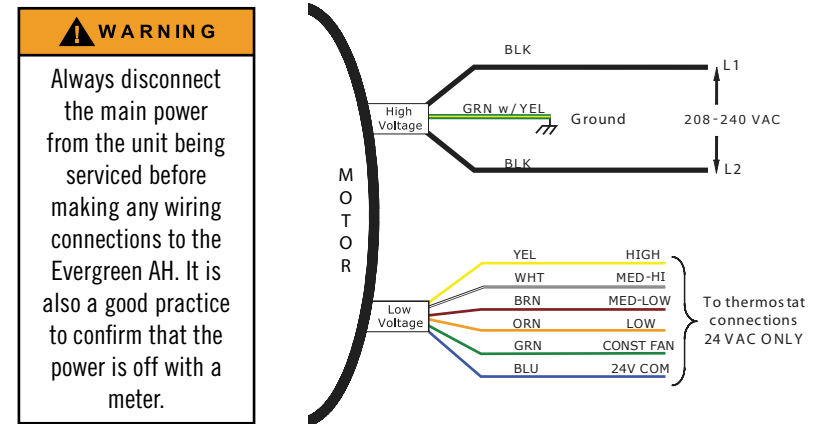 WARNING
Always disconnect
the main power
from the unit being
serviced before
making any wiring
connections to the
Evergreen AH. It is
also a good practice
to confirm that the
power is off with a
meter.
MOTOR
High
Voltage
BLK
L1
GRN w/YEL
Ground
208-240 VAC
BLK
L2
Low
Voltage
YEL HIGH
WHT MED-HI
BRN MED-LOW
ORN LOW
GRN CONST FAN
BLU 24V COM
To thermostat
connections
24 VAC ONLY